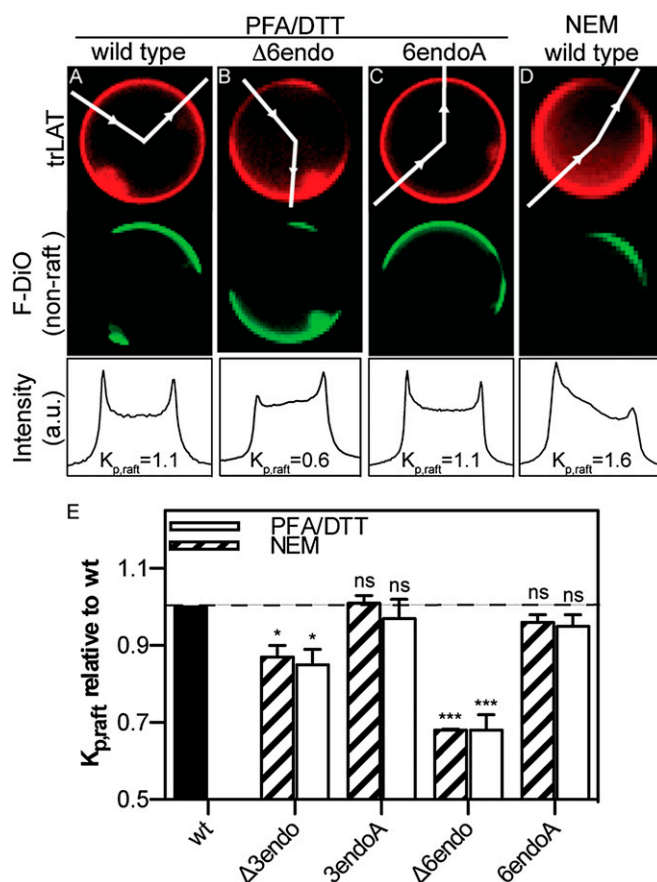 PFA/DTT
NEM
wild type
Δ6endo
6endoA
wild type
A
B
C
D
trLAT
F-DiO
(non-raft)
Intensity
(a.u.)
Kp,raft=1.1
Kp,raft=0.6
Kp,raft=1.1
Kp,raft=1.6
E
PFA/DTT
NEM
Kp,raft relative to wt
1.1
0.9
0.7
0.5
*
*
ns
ns
***
***
ns
ns
wt
Δ3endo
3endoA
Δ6endo
6endoA